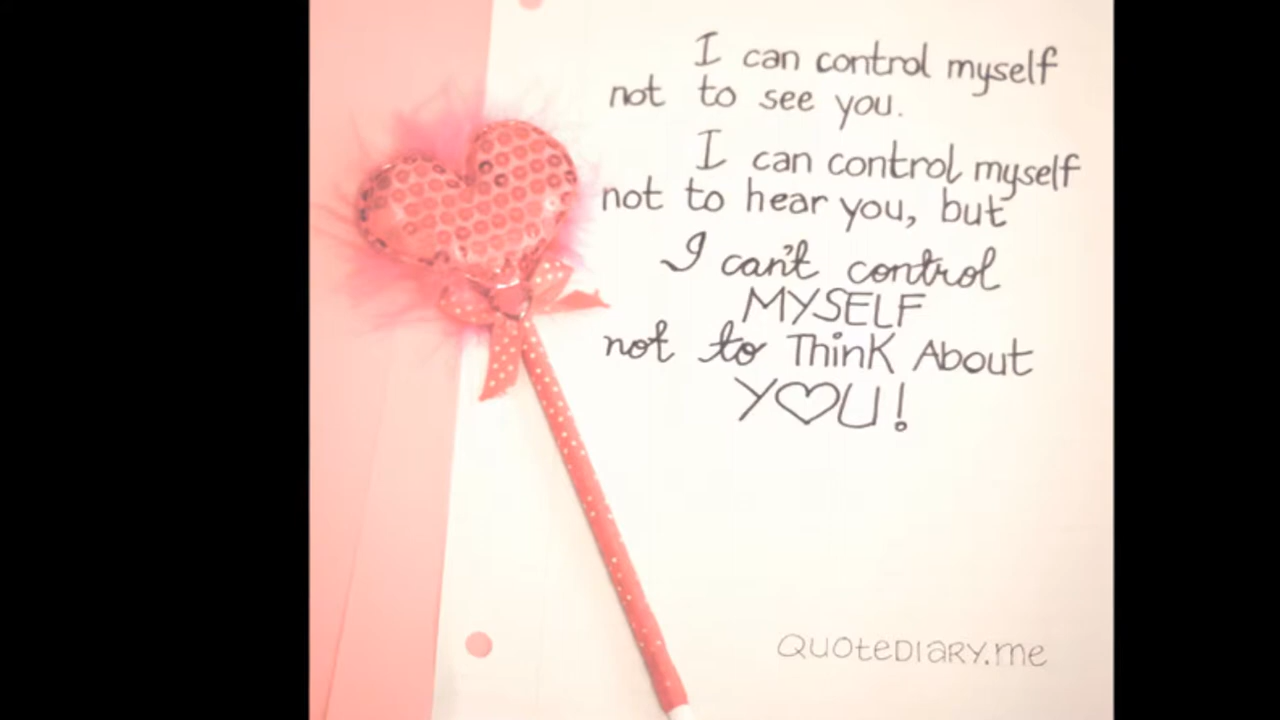 I can control myself
not to see you.
I can control myself
not to hear you, but
I can't control
MYSELF
not to Think About
Y♡U!
QUOTEDIARY.me